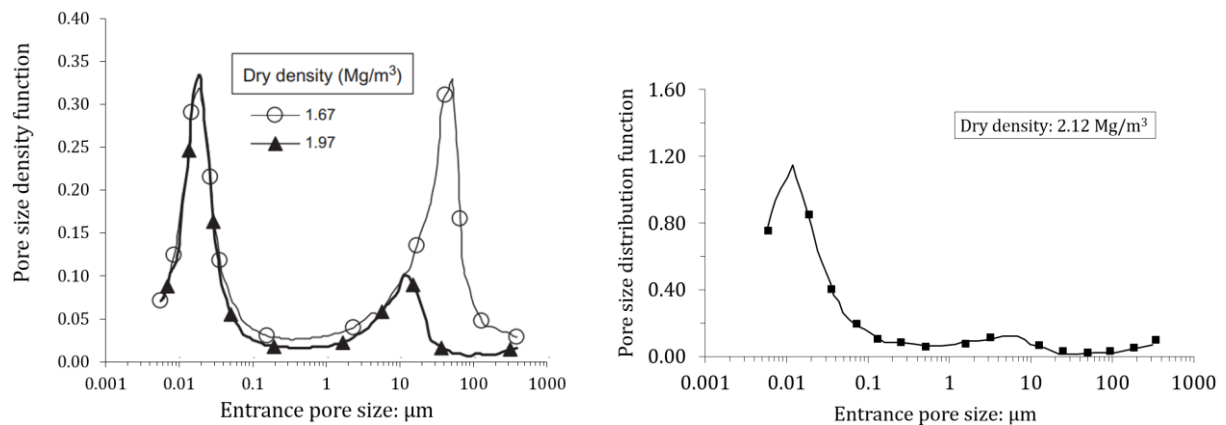 Pore size density function
0.40
0.35
0.30
0.25
0.20
0.15
0.10
0.05
0.00
Dry density (Mg/m³)
1.67
1.97
0.001 0.01 0.1 1 10 100 1000
Entrance pore size: μm
Pore size distribution function
1.60
1.20
0.80
0.40
0.00
Dry density: 2.12 Mg/m³
0.001 0.01 0.1 1 10 100 1000
Entrance pore size: μm